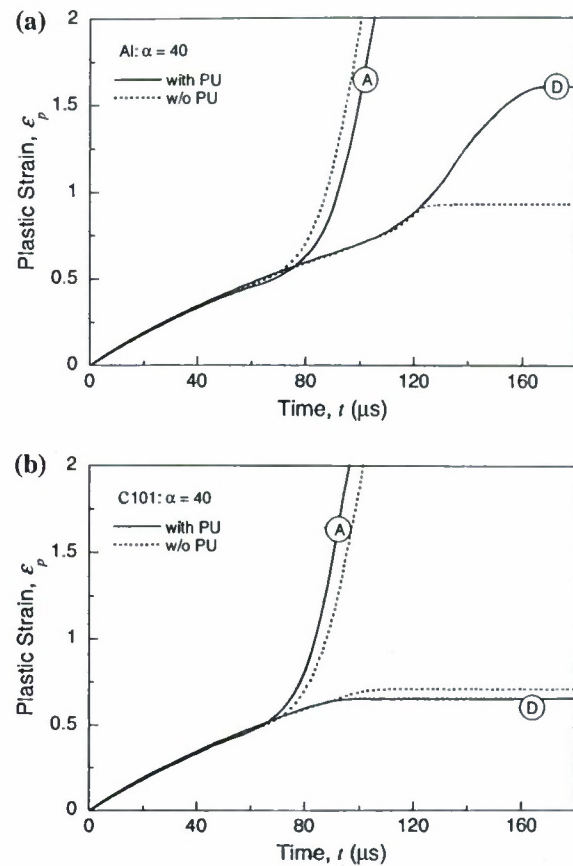 (a)
2
Al: α = 40
with PU
w/o PU
A
D
1.5
1
0.5
0
Plastic Strain, εp
0 40 80 120 160
Time, t (μs)
(b)
2
C101: α = 40
with PU
w/o PU
A
D
1.5
1
0.5
0
Plastic Strain, εp
0 40 80 120 160
Time, t (μs)